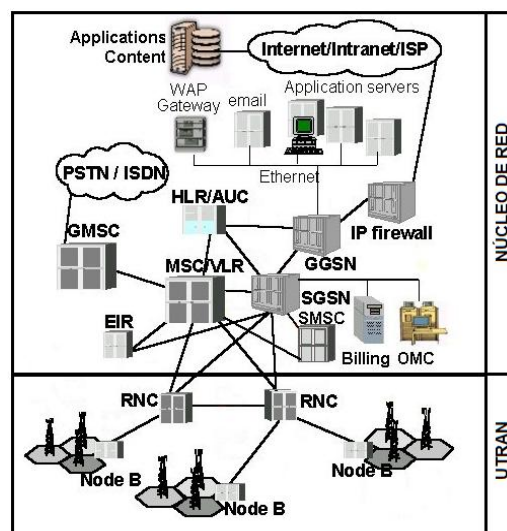 Applications
Content
Internet/Intranet/ISP
WAP
Gateway
email
Application servers
PSTN / ISDN
Ethernet
HLR/AUC
IP firewall
GMSC
GGSN
MSC/VLR
SGSN
SMSC
EIR
Billing
OMC
NÚCLEO DE RED
RNC
RNC
Node B
Node B
Node B
UTRAN